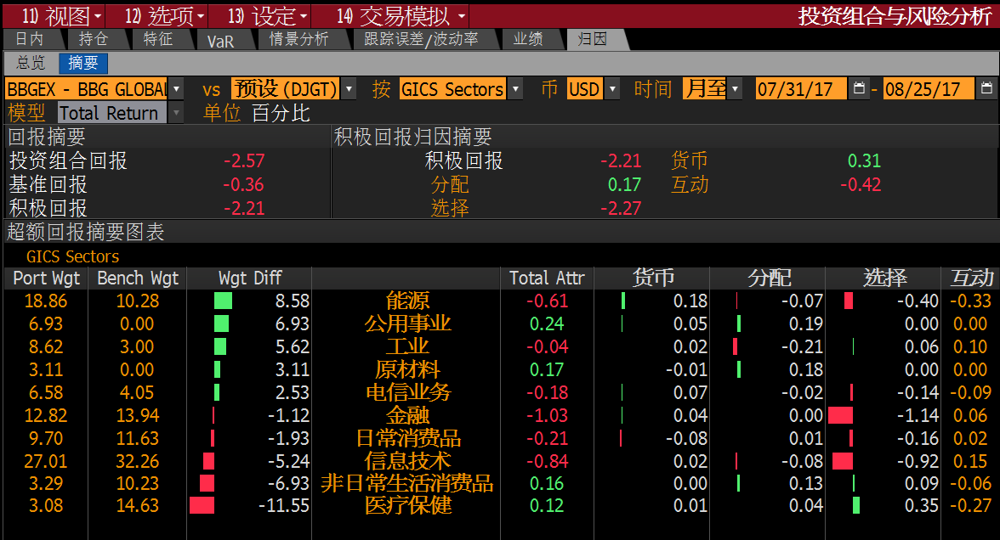 11) 视图 12) 选项 13) 设定 14) 交易模拟 投资组合与风险分析
日内 持仓 特征 VaR 情景分析 跟踪误差/波动率 业绩 归因
总览 摘要
BBGEX - BBG GLOBAL vs 预设 (DJGT) 按 GICS Sectors 币 USD 时间 月至 07/31/17 - 08/25/17
模型 Total Return 单位 百分比
回报摘要 积极回报归因摘要
投资组合回报 -2.57 积极回报 -2.21 货币 0.31
基准回报 -0.36 分配 0.17 互动 -0.42
积极回报 -2.21 选择 -2.27
超额回报摘要图表
GICS Sectors
Port Wgt Bench Wgt Wgt Diff Total Attr 货币 分配 选择 互动
18.86 10.28 8.58 能源 -0.61 0.18 -0.07 -0.40 -0.33
6.93 0.00 6.93 公用事业 0.24 0.05 0.19 0.00 0.00
8.62 3.00 5.62 工业 -0.04 0.02 -0.21 0.06 0.10
3.11 0.00 3.11 原材料 0.17 -0.01 0.18 0.00 0.00
6.58 4.05 2.53 电信业务 -0.18 0.07 -0.02 -0.14 -0.09
12.82 13.94 -1.12 金融 -1.03 0.04 0.00 -1.14 0.06
9.70 11.63 -1.93 日常消费品 -0.21 -0.08 0.01 -0.16 0.02
27.01 32.26 -5.24 信息技术 -0.84 0.02 -0.08 -0.92 0.15
3.29 10.23 -6.93 非日常生活消费品 0.16 0.00 0.13 0.09 -0.06
3.08 14.63 -11.55 医疗保健 0.12 0.01 0.04 0.35 -0.27